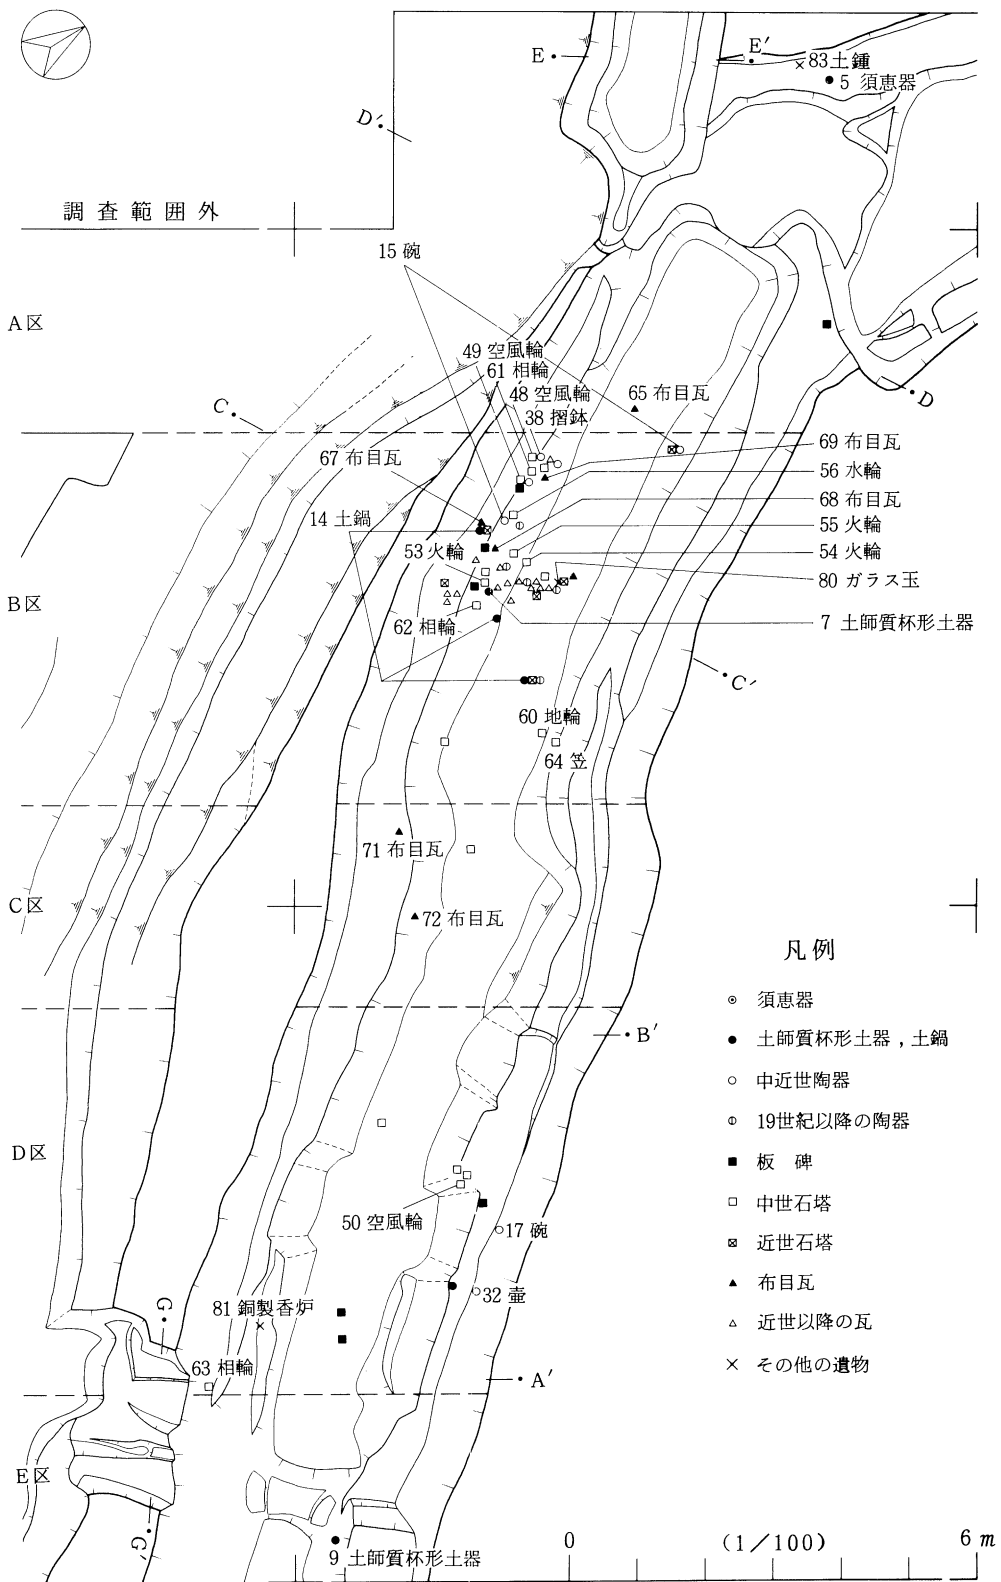 E
E′
83土鍾
5 須恵器
D′
調査範囲外
15 碗
A区
49 空風輪
61 相輪
48 空風輪
38 摺鉢
65 布目瓦
D
C
67 布目瓦
69 布目瓦
56 水輪
68 布目瓦
14 土鍋
55 火輪
53 火輪
54 火輪
80 ガラス玉
B区
62 相輪
7 土師質杯形土器
C′
60 地輪
64 笠
71 布目瓦
C区
72 布目瓦
凡例
須恵器
土師質杯形土器，土鍋
中近世陶器
19世紀以降の陶器
板 碑
中世石塔
近世石塔
布目瓦
近世以降の瓦
その他の遺物
B′
D区
50 空風輪
17 碗
32 壷
81 銅製香炉
G
63 相輪
A′
E区
G′
9 土師質杯形土器
0 (1/100) 6 m